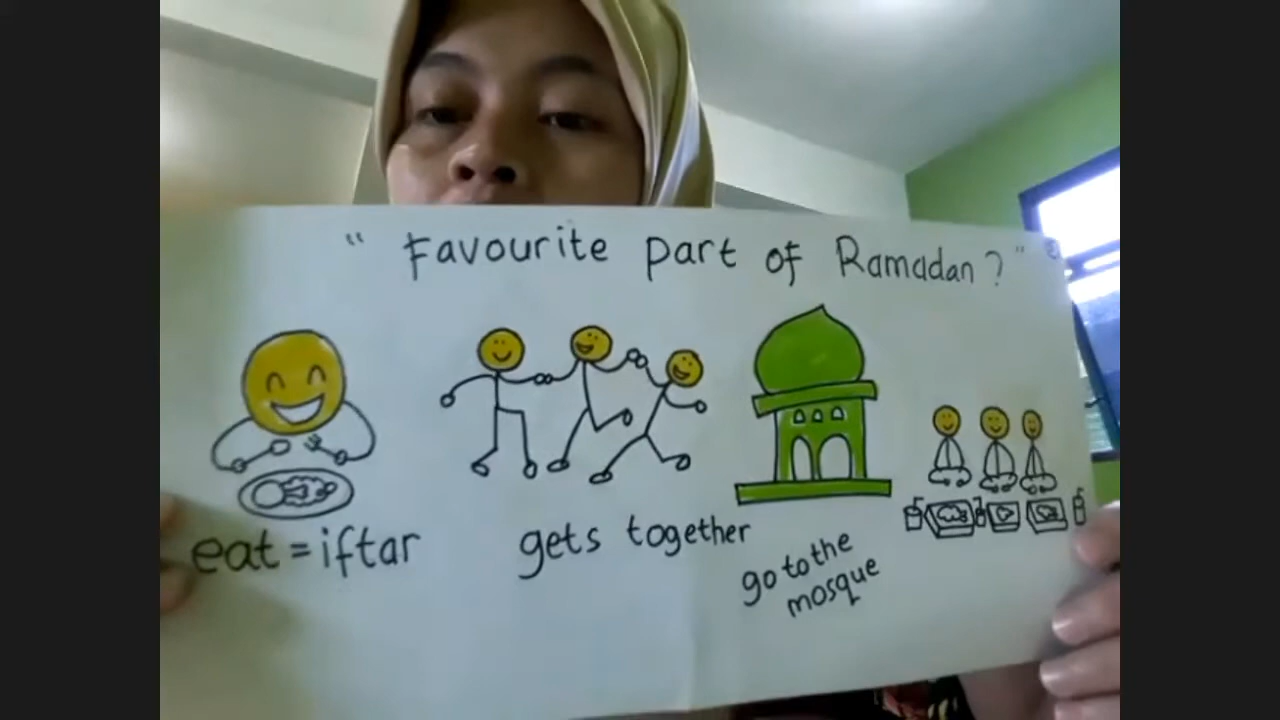 "Favourite part of Ramadan?"
eat = iftar
gets together
go to the
mosque